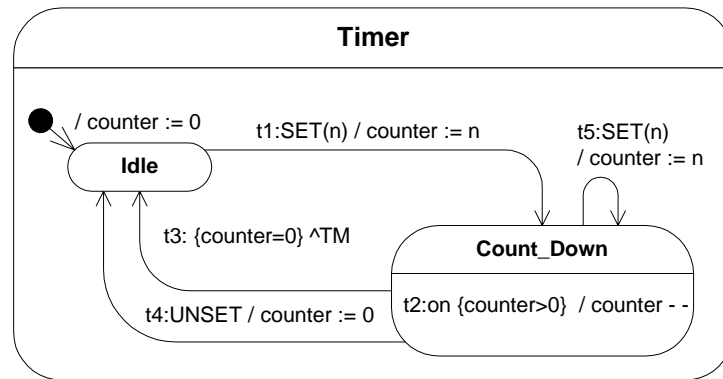 Timer
/ counter := 0
t1:SET(n) / counter := n
t5:SET(n)
/ counter := n
Idle
t3: {counter=0} ^TM
Count_Down
t2:on {counter>0}  / counter - -
t4:UNSET / counter := 0